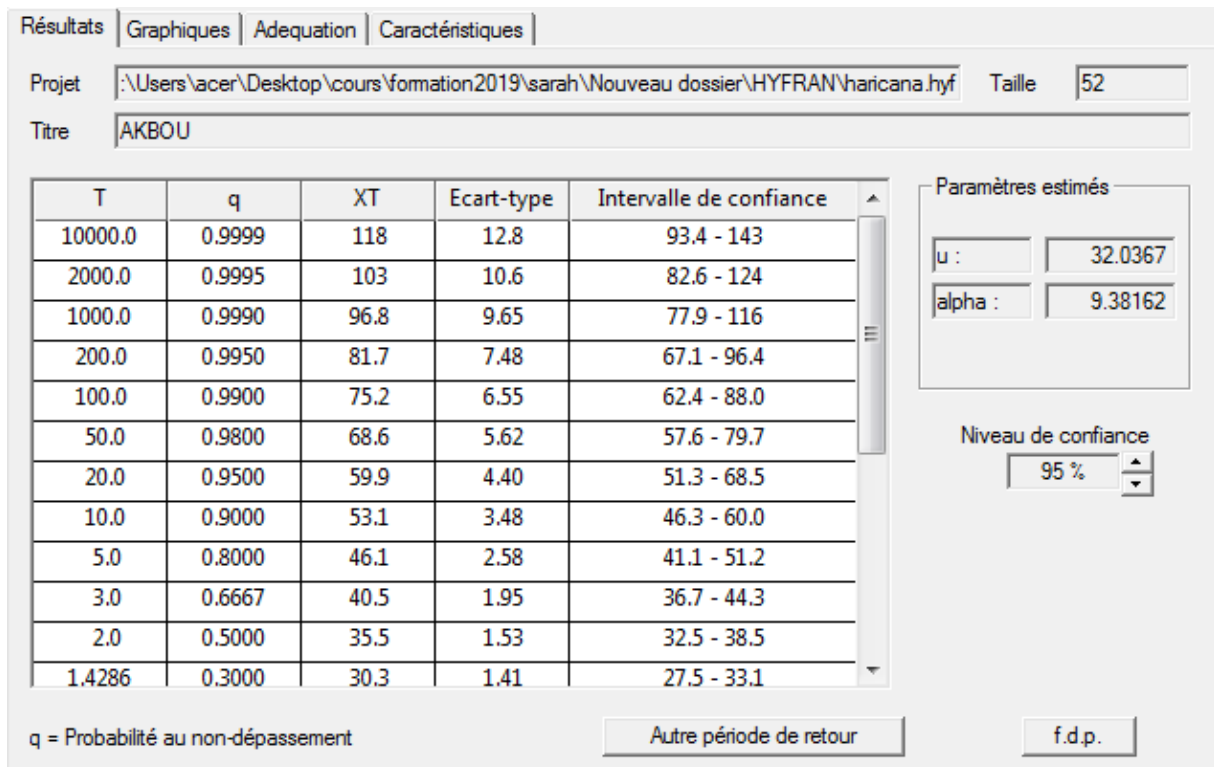 Résultats Graphiques Adequation Caractéristiques
Projet :\Users\acer\Desktop\cours\formation2019\sarah\Nouveau dossier\HYFRAN\haricana.hyf Taille 52
Titre AKBOU
T q XT Ecart-type Intervalle de confiance
10000.0 0.9999 118 12.8 93.4 - 143
2000.0 0.9995 103 10.6 82.6 - 124
1000.0 0.9990 96.8 9.65 77.9 - 116
200.0 0.9950 81.7 7.48 67.1 - 96.4
100.0 0.9900 75.2 6.55 62.4 - 88.0
50.0 0.9800 68.6 5.62 57.6 - 79.7
20.0 0.9500 59.9 4.40 51.3 - 68.5
10.0 0.9000 53.1 3.48 46.3 - 60.0
5.0 0.8000 46.1 2.58 41.1 - 51.2
3.0 0.6667 40.5 1.95 36.7 - 44.3
2.0 0.5000 35.5 1.53 32.5 - 38.5
1.4286 0.3000 30.3 1.41 27.5 - 33.1
Paramètres estimés
u : 32.0367
alpha : 9.38162
Niveau de confiance
95 %
q = Probabilité au non-dépassement
Autre période de retour
f.d.p.